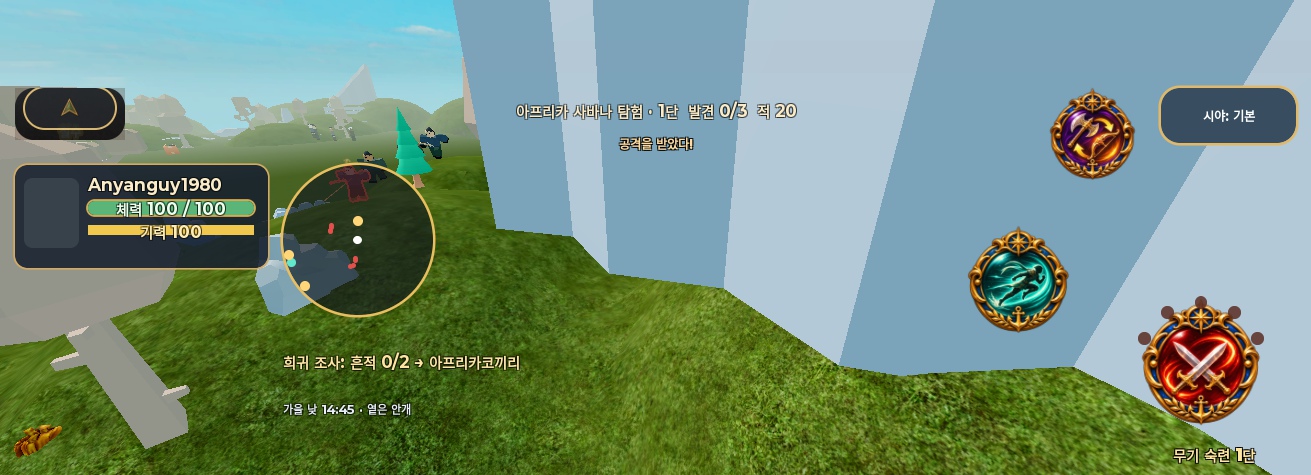 아프리카 사바나 탐험 · 1단 발견 0/3 적 20
공격을 받았다!
시야: 기본
Anyanguy1980
체력 100 / 100
기력 100
희귀 조사: 흔적 0/2 → 아프리카코끼리
가을 낮 14:45 · 옅은 안개
무기 숙련 1단